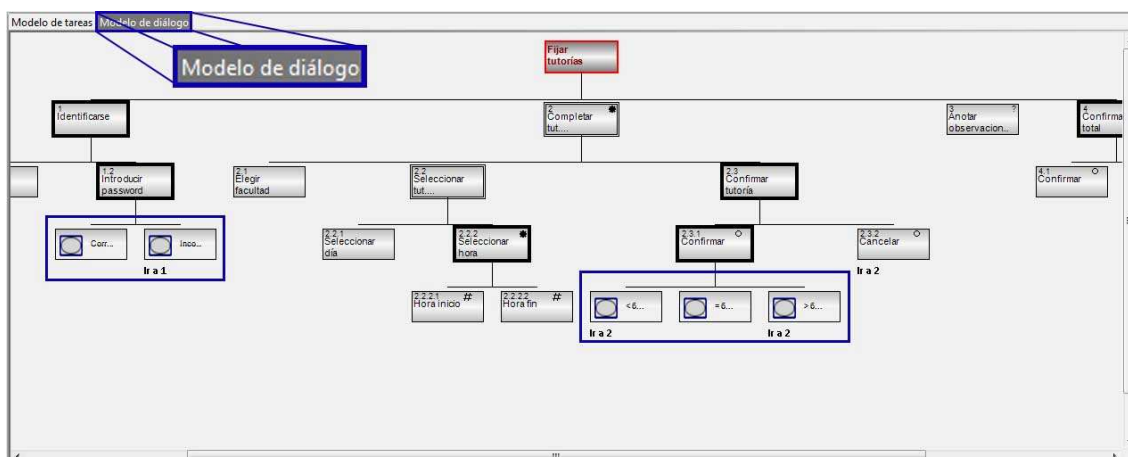 Modelo de tareas Modelo de diálogo
Modelo de diálogo
Fijar
tutorías
1
Identificarse
2
Completar
tut....
3 ?
Anotar
observacion...
4
Confirma
total
1.2
Introducir
password
2.1
Elegir
facultad
2.2
Seleccionar
tut....
2.3
Confirmar
tutoría
4.1
Confirmar
Corr...
Inco...
Ir a 1
2.2.1
Seleccionar
día
2.2.2
Seleccionar
hora
2.3.1
Confirmar
2.3.2
Cancelar
Ir a 2
2.2.2.1 #
Hora inicio
2.2.2.2 #
Hora fin
< 6...
= 6...
> 6...
Ir a 2
Ir a 2